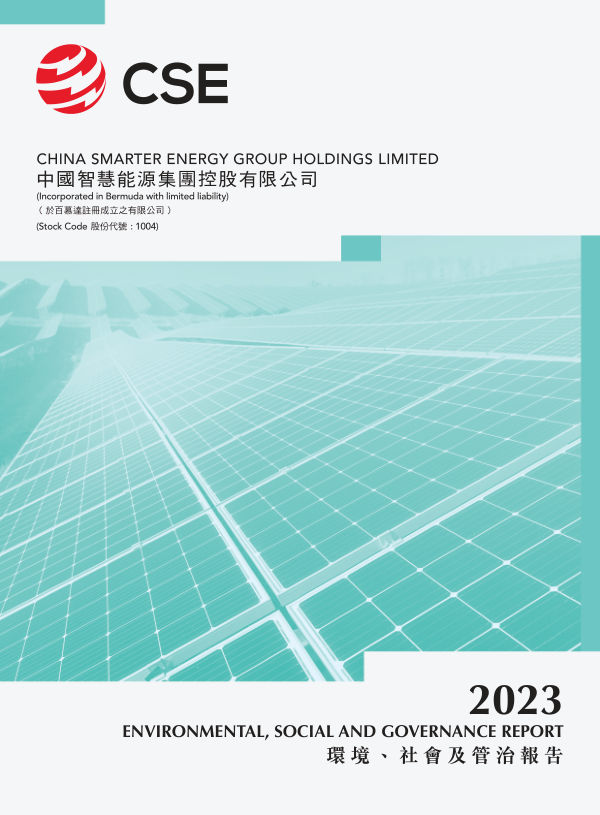 CSE
CHINA SMARTER ENERGY GROUP HOLDINGS LIMITED
中國智慧能源集團控股有限公司
(Incorporated in Bermuda with limited liability)
（於百慕達註冊成立之有限公司）
(Stock Code 股份代號 : 1004)
2023
ENVIRONMENTAL, SOCIAL AND GOVERNANCE REPORT
環境、社會及管治報告